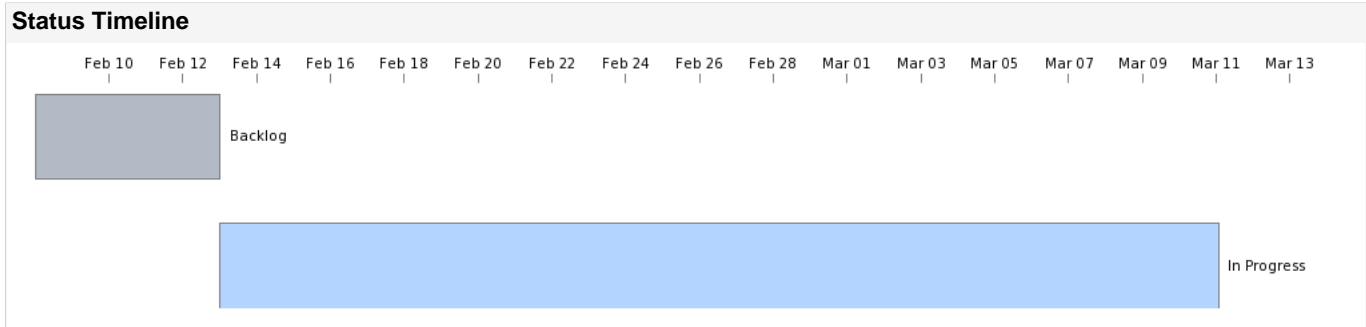 Status Timeline
Feb 10 Feb 12 Feb 14 Feb 16 Feb 18 Feb 20 Feb 22 Feb 24 Feb 26 Feb 28 Mar 01 Mar 03 Mar 05 Mar 07 Mar 09 Mar 11 Mar 13
Backlog
In Progress